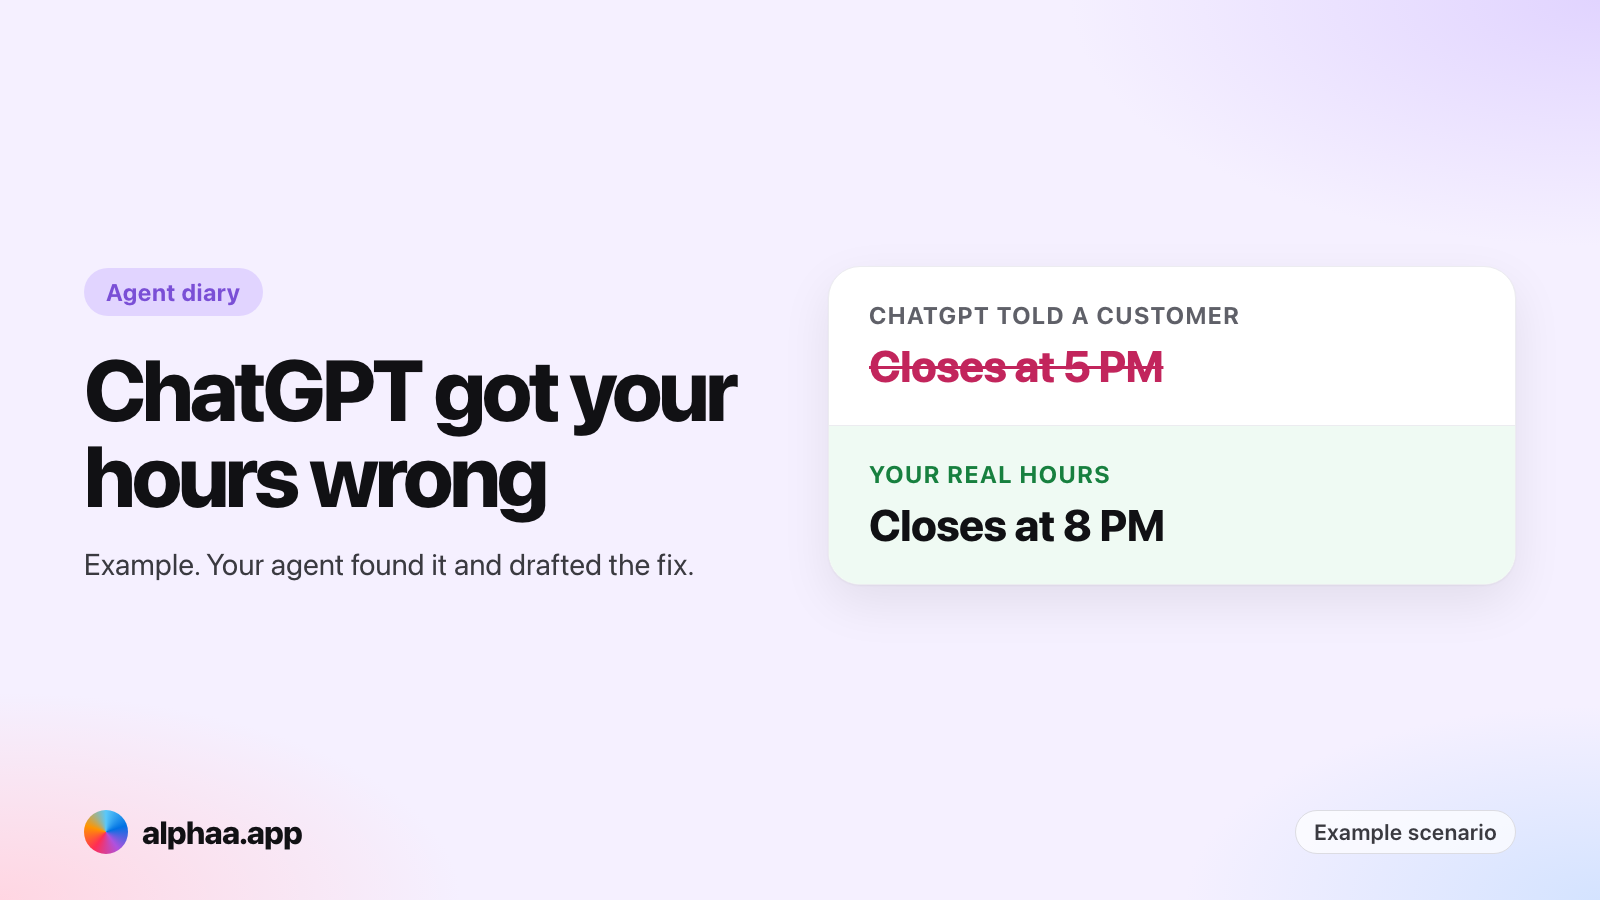 Agent diary
ChatGPT got your
hours wrong
Example. Your agent found it and drafted the fix.
CHATGPT TOLD A CUSTOMER
Closes at 5 PM
YOUR REAL HOURS
Closes at 8 PM
alphaa.app
Example scenario